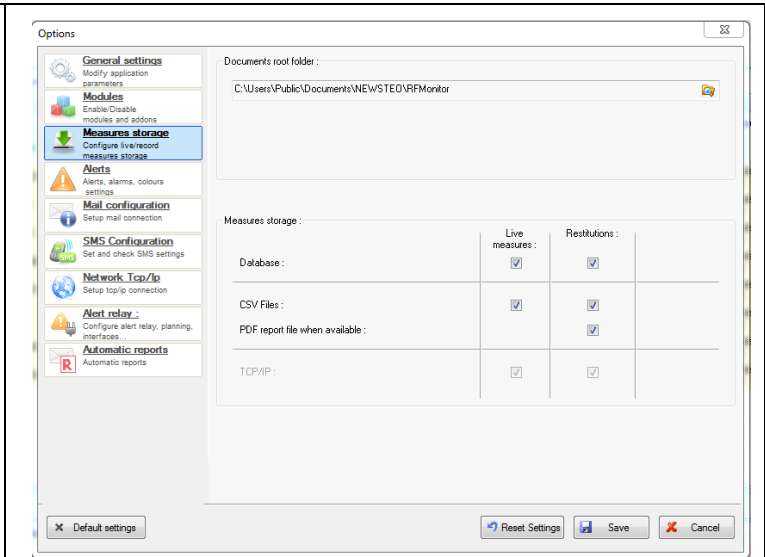 Options
General settings
Modify application
parameters
Modules
Enable/Disable
modules and addons
Measures storage
Configure live/record
measures storage
Alerts
Alerts, alarms, colours
settings
Mail configuration
Setup mail connection
SMS Configuration
Set and check SMS settings
SMS
Network Tcp/Ip
Setup tcp/ip connection
Alert relay :
Configure alert relay, planning,
interfaces...
Automatic reports
Automatic reports
R
Documents root folder :
C:\Users\Public\Documents\NEWSTEO\RFMonitor
Measures storage :
Live
measures :
Restitutions :
Database :
CSV Files :
PDF report file when available :
TCP/IP :
Default settings
Reset Settings
Save
Cancel